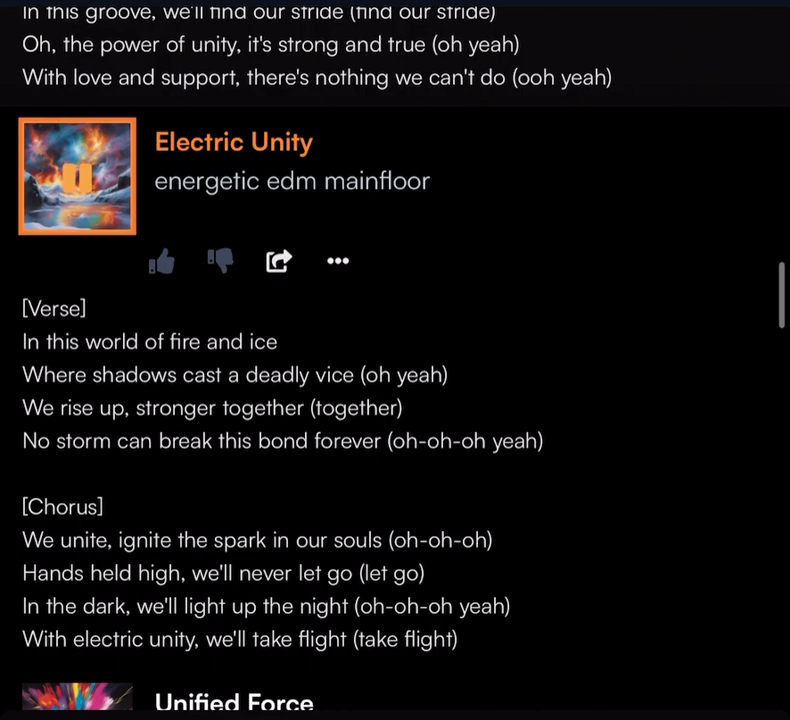 In this groove, we'll find our stride (find our stride)
Oh, the power of unity, it's strong and true (oh yeah)
With love and support, there's nothing we can't do (ooh yeah)
Electric Unity
energetic edm mainfloor
[Verse]
In this world of fire and ice
Where shadows cast a deadly vice (oh yeah)
We rise up, stronger together (together)
No storm can break this bond forever (oh-oh-oh yeah)
[Chorus]
We unite, ignite the spark in our souls (oh-oh-oh)
Hands held high, we'll never let go (let go)
In the dark, we'll light up the night (oh-oh-oh yeah)
With electric unity, we'll take flight (take flight)
Unified Force